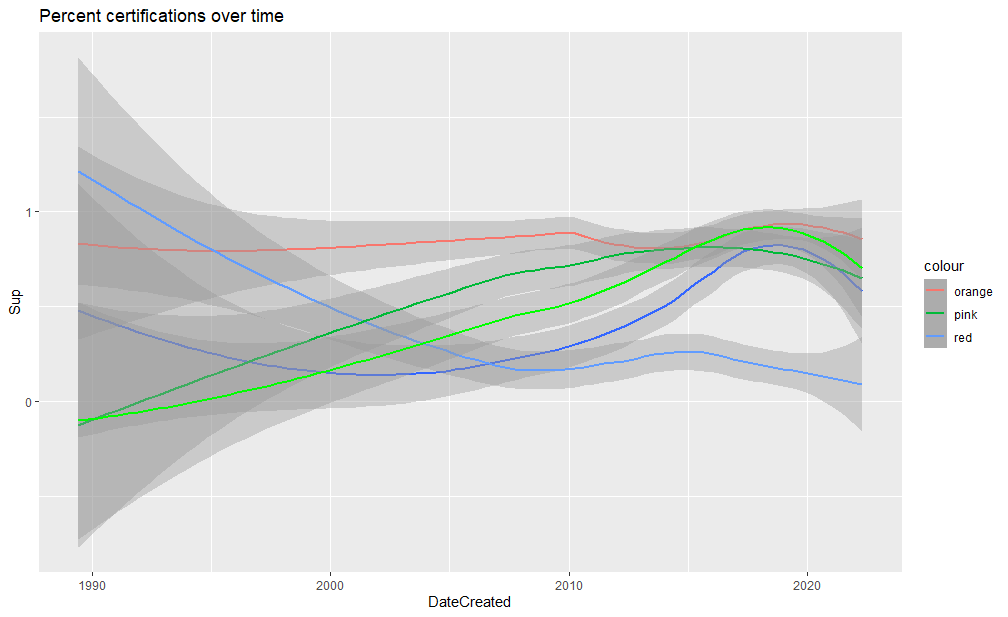 Percent certifications over time
Sup
1
0
1990
2000
2010
2020
DateCreated
colour
orange
pink
red